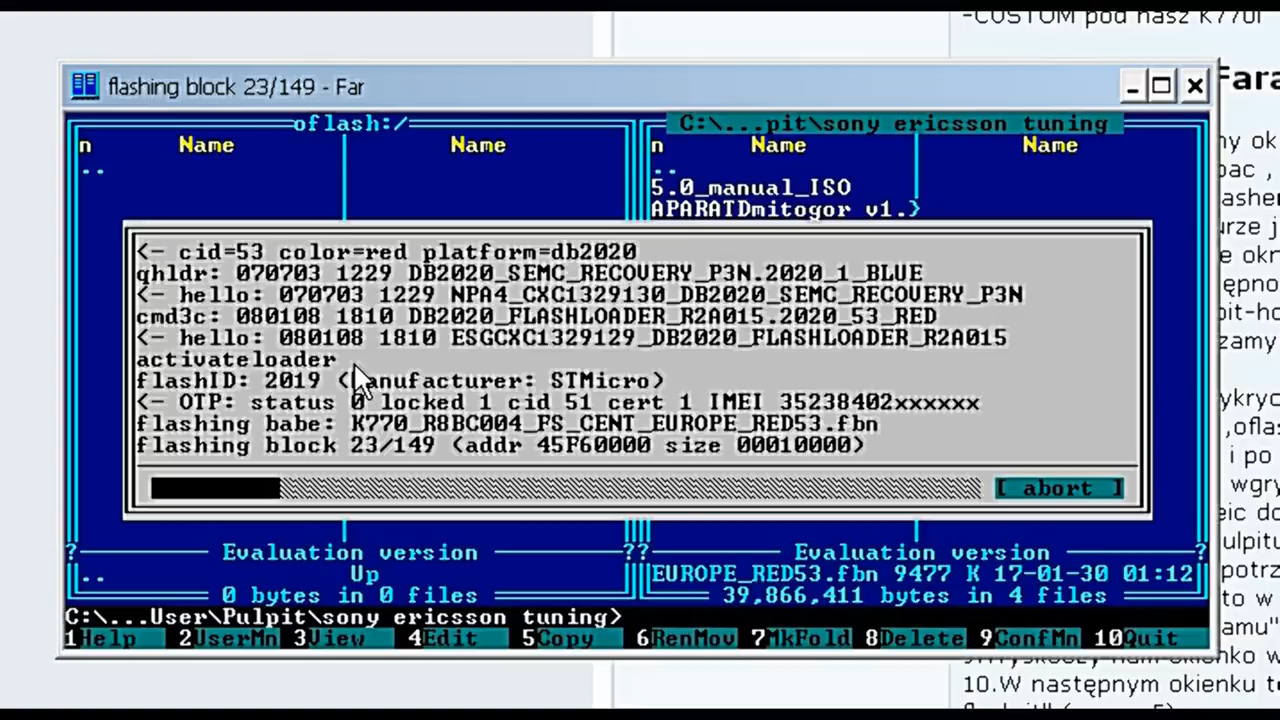 -CUSTOM pod nasz K770i
flashing block 23/149 - Far
oflash:/
C:\...pit\sony ericsson tuning
n Name Name n Name Name
.. ..
5.0_manual_ISO
APARATDmitogor v1.}
<- cid=53 color=red platform=db2020
qhldr: 070703 1229 DB2020_SEMC_RECOVERY_P3N.2020_1_BLUE
<- hello: 070703 1229 NPA4_CXC1329130_DB2020_SEMC_RECOVERY_P3N
cmd3c: 080108 1810 DB2020_FLASHLOADER_R2A015.2020_53_RED
<- hello: 080108 1810 ESGCXC1329129_DB2020_FLASHLOADER_R2A015
activateloader
flashID: 2019 (manufacturer: STMicro)
<- OTP: status 0 locked 1 cid 51 cert 1 IMEI 35238402xxxxxx
flashing babe: K770_R8BC004_FS_CENT_EUROPE_RED53.fbn
flashing block 23/149 (addr 45F60000 size 00010000)
[ abort ]
? Evaluation version ?? Evaluation version ?
.. Up EUROPE_RED53.fbn 9477 K 17-01-30 01:12
0 bytes in 0 files 39,866,411 bytes in 4 files
C:\...User\Pulpit\sony ericsson tuning>
1Help 2UserMn 3View 4Edit 5Copy 6RenMov 7MkFold 8Delete 9ConfMn 10Quit
Fara
10.W następnym okienku